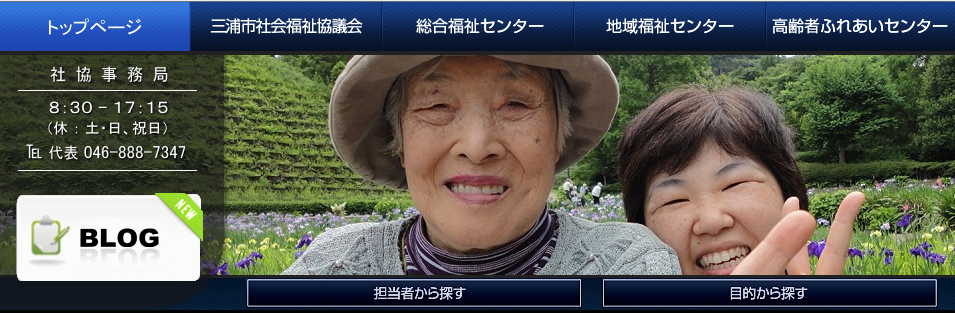 トップページ
三浦市社会福祉協議会
総合福祉センター
地域福祉センター
高齢者ふれあいセンター
社協事務局
8:30-17:15
(休:土・日、祝日)
℡ 代表 046-888-7347
NEW
BLOG
担当者から探す
目的から探す